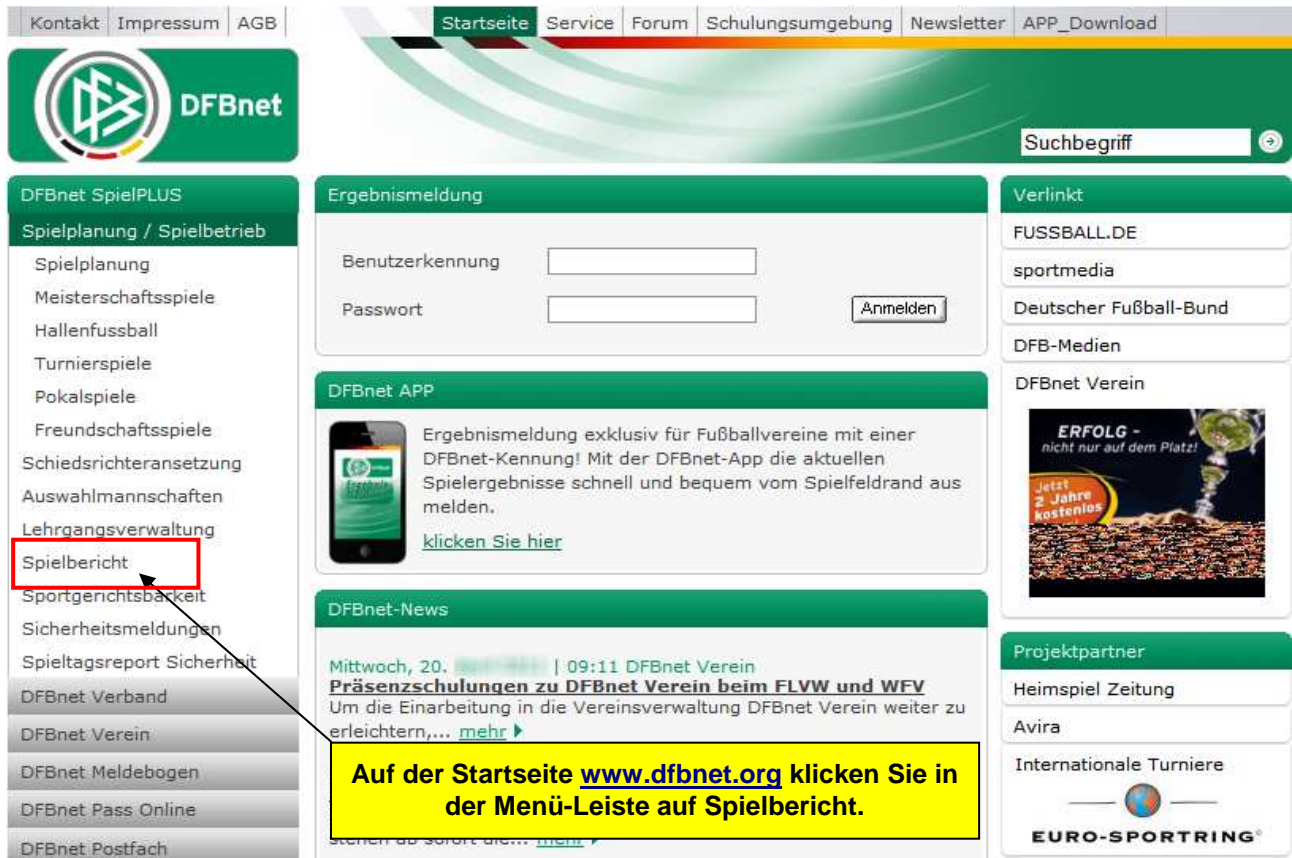 Kontakt Impressum AGB
Startseite Service Forum Schulungsumgebung Newsletter APP_Download
DFBnet
Suchbegriff
DFBnet SpielPLUS
Spielplanung / Spielbetrieb
Spielplanung
Meisterschaftsspiele
Hallenfussball
Turnierspiele
Pokalspiele
Freundschaftsspiele
Schiedsrichteransetzung
Auswahlmannschaften
Lehrgangsverwaltung
Spielbericht
Sportgerichtsbarkeit
Sicherheitsmeldungen
Spieltagsreport Sicherheit
DFBnet Verband
DFBnet Verein
DFBnet Meldebogen
DFBnet Pass Online
DFBnet Postfach
Ergebnismeldung
Benutzerkennung
Passwort
Anmelden
DFBnet APP
Ergebnismeldung exklusiv für Fußballvereine mit einer
DFBnet-Kennung! Mit der DFBnet-App die aktuellen
Spielergebnisse schnell und bequem vom Spielfeldrand aus
melden.
klicken Sie hier
DFBnet-News
Mittwoch, 20. | 09:11 DFBnet Verein
Präsenzschulungen zu DFBnet Verein beim FLVW und WFV
Um die Einarbeitung in die Vereinsverwaltung DFBnet Verein weiter zu
erleichtern,... mehr
Auf der Startseite www.dfbnet.org klicken Sie in
der Menü-Leiste auf Spielbericht.
stehen ab sofort die... mehr
Verlinkt
FUSSBALL.DE
sportmedia
Deutscher Fußball-Bund
DFB-Medien
DFBnet Verein
ERFOLG -
nicht nur auf dem Platz!
Jetzt
2 Jahre
kostenlos
Projektpartner
Heimspiel Zeitung
Avira
Internationale Turniere
EURO-SPORTRING